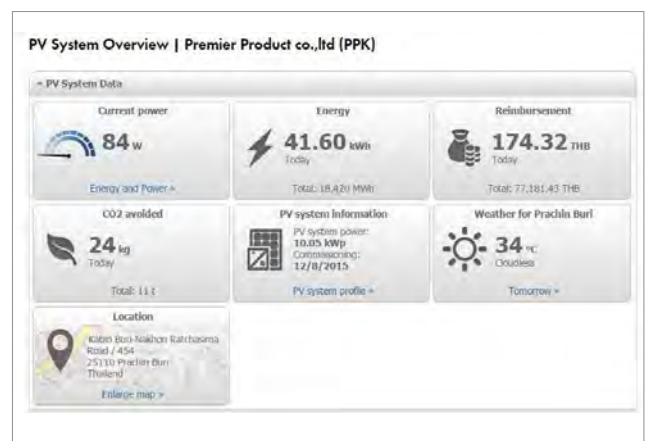 PV System Overview | Premier Product co.,ltd (PPK)
PV System Data
Current power
84 W
Energy and Power »
Energy
41.60 kWh
Today
Total: 18,420 MWh
Reimbursement
174.32 THB
Today
Total: 77,181.43 THB
CO2 avoided
24 kg
Today
Total: 11 t
PV system information
PV system power:
10.05 kWp
Commissioning:
12/8/2015
PV system profile »
Weather for Prachin Buri
34 °C
Cloudless
Tomorrow »
Location
Kabin Buri-Nakhon Ratchasima
Road / 454
25110 Prachin Buri
Thailand
Enlarge map »